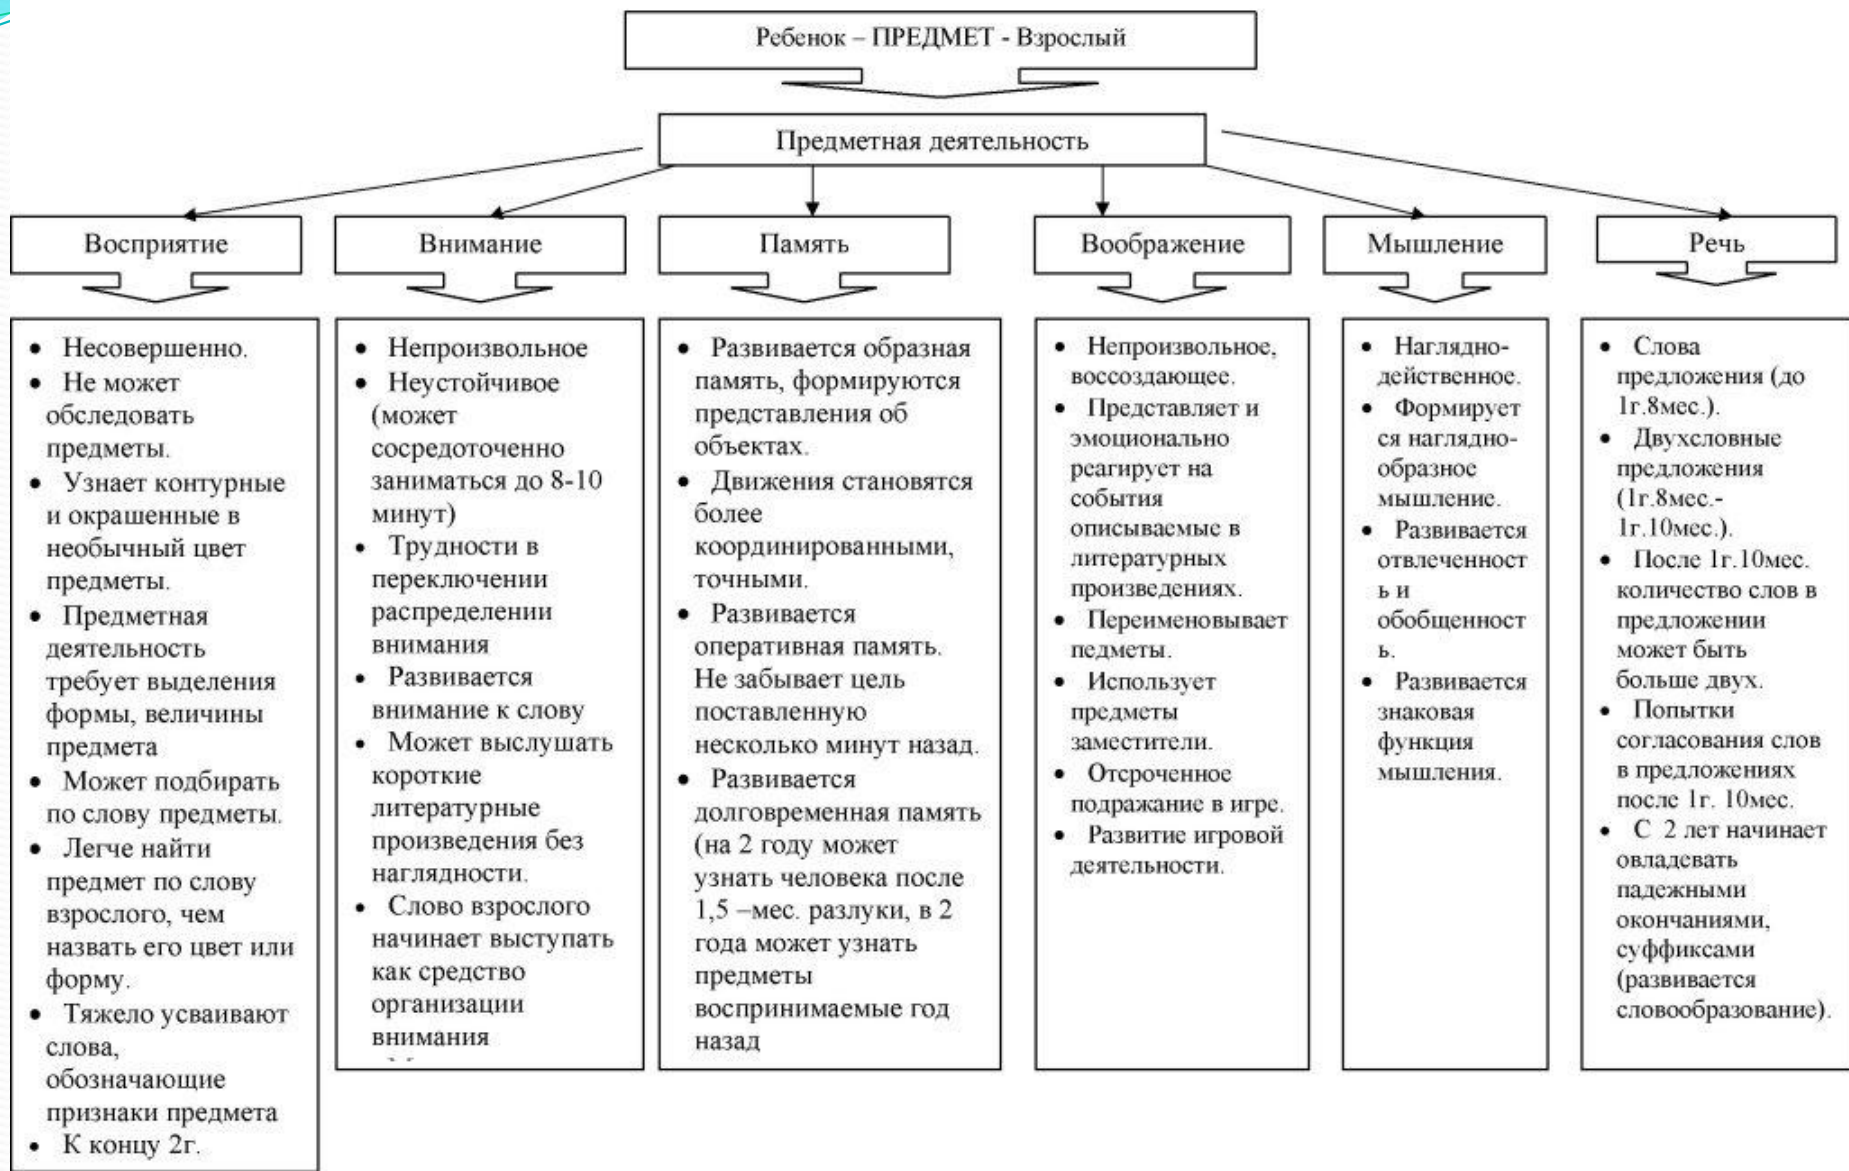 Ребенок – ПРЕДМЕТ - Взрослый
Предметная деятельность
Восприятие
Внимание
Память
Воображение
Мышление
Речь
• Несовершенно.
• Не может
обследовать
предметы.
• Узнает контурные
и окрашенные в
необычный цвет
предметы.
• Предметная
деятельность
требует выделения
формы, величины
предмета
• Может подбирать
по слову предметы.
• Легче найти
предмет по слову
взрослого, чем
назвать его цвет или
форму.
• Тяжело усваивают
слова,
обозначающие
признаки предмета
• К концу 2г.
• Непроизвольное
• Неустойчивое
(может
сосредоточенно
заниматься до 8-10
минут)
• Трудности в
переключении
распределении
внимания
• Развивается
внимание к слову
• Может выслушать
короткие
литературные
произведения без
наглядности.
• Слово взрослого
начинает выступать
как средство
организации
внимания
• Развивается образная
память, формируются
представления об
объектах.
• Движения становятся
более
координированными,
точными.
• Развивается
оперативная память.
Не забывает цель
поставленную
несколько минут назад.
• Развивается
долговременная память
(на 2 году может
узнать человека после
1,5 –мес. разлуки, в 2
года может узнать
предметы
воспринимаемые год
назад
• Непроизвольное,
воссоздающее.
• Представляет и
эмоционально
реагирует на
события
описываемые в
литературных
произведениях.
• Переименовывает
педметы.
• Использует
предметы
заместители.
• Отсроченное
подражание в игре.
• Развитие игровой
деятельности.
• Наглядно-
действенное.
• Формирует
ся наглядно-
образное
мышление.
• Развивается
отвлеченност
ь и
обобщенност
ь.
• Развивается
знаковая
функция
мышления.
• Слова
предложения (до
1г.8мес.).
• Двухсловные
предложения
(1г.8мес.-
1г.10мес.).
• После 1г.10мес.
количество слов в
предложении
может быть
больше двух.
• Попытки
согласования слов
в предложениях
после 1г. 10мес.
• С 2 лет начинает
овладевать
падежными
окончаниями,
суффиксами
(развивается
словообразование).